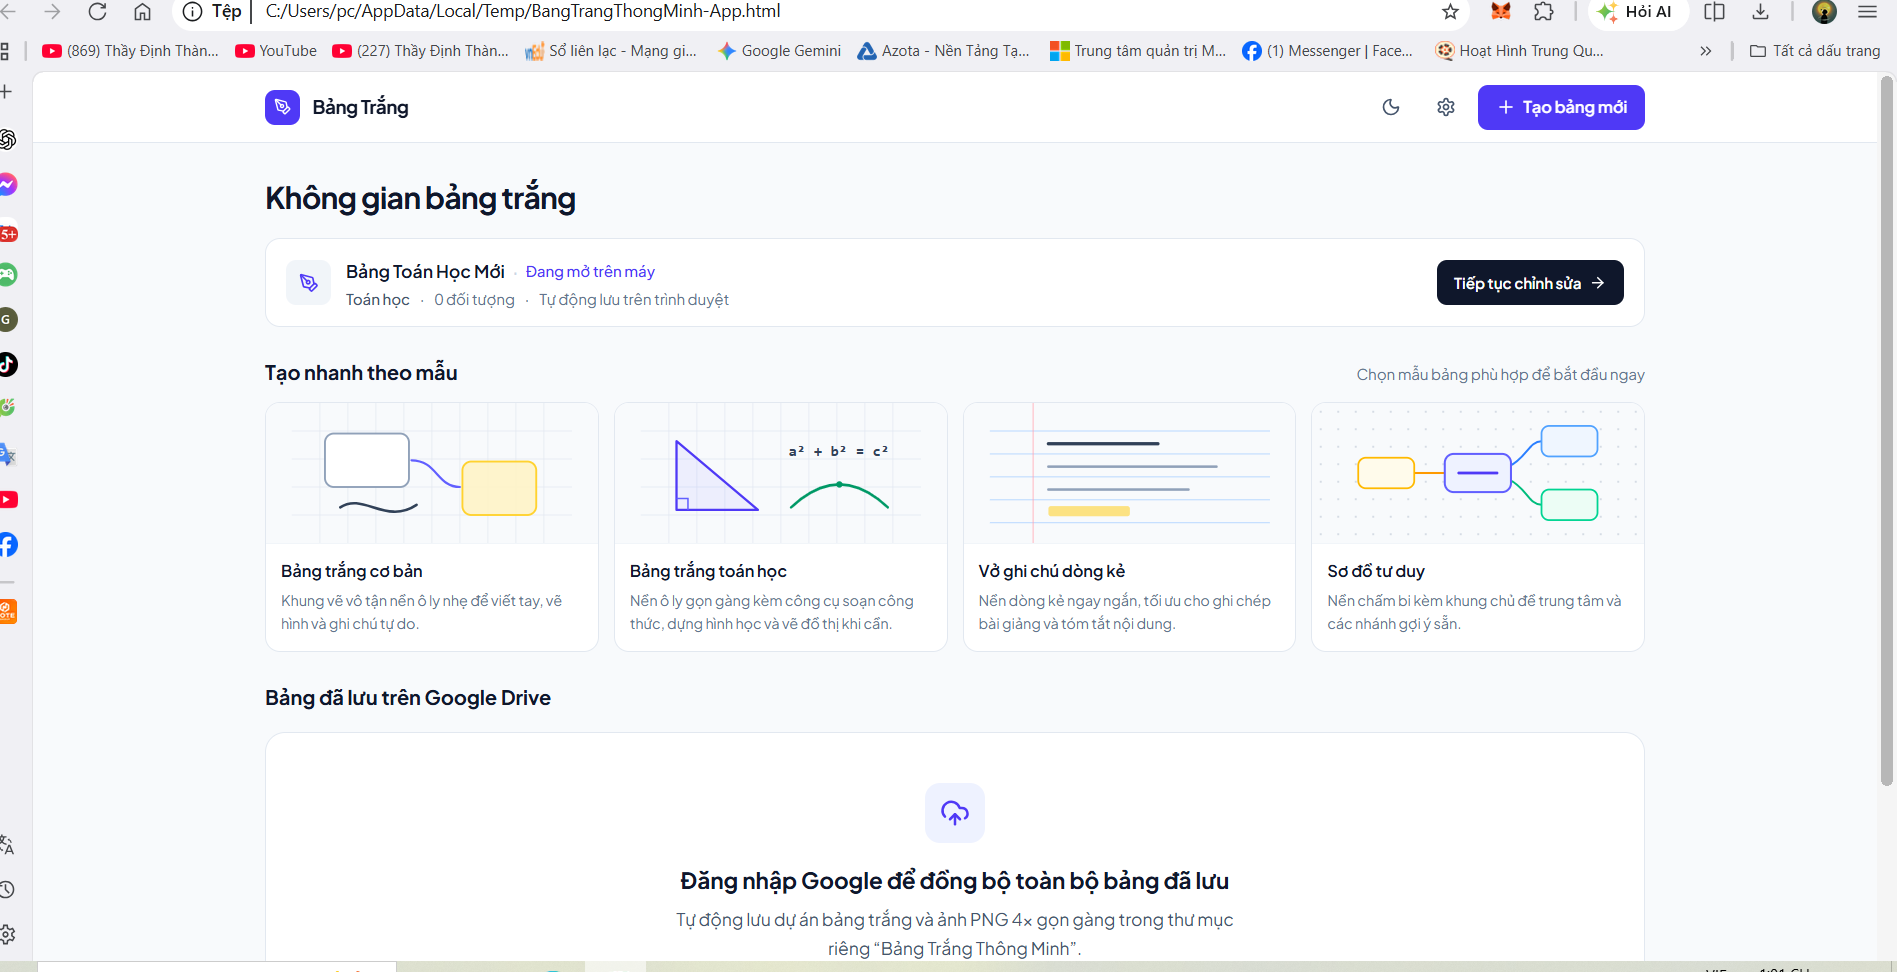 Tệp
C:/Users/pc/AppData/Local/Temp/BangTrangThongMinh-App.html
Hỏi AI
(869) Thầy Định Thàn...
YouTube
(227) Thầy Định Thàn...
Sổ liên lạc - Mạng gi...
Google Gemini
Azota - Nền Tảng Tạ...
Trung tâm quản trị M...
(1) Messenger | Face...
Hoạt Hình Trung Qu...
Tất cả dấu trang
Bảng Trắng
Tạo bảng mới
Không gian bảng trắng
Bảng Toán Học Mới · Đang mở trên máy
Toán học · 0 đối tượng · Tự động lưu trên trình duyệt
Tiếp tục chỉnh sửa
Tạo nhanh theo mẫu
Chọn mẫu bảng phù hợp để bắt đầu ngay
a² + b² = c²
Bảng trắng cơ bản
Khung vẽ vô tận nền ô ly nhẹ để viết tay, vẽ
hình và ghi chú tự do.
Bảng trắng toán học
Nền ô ly gọn gàng kèm công cụ soạn công
thức, dựng hình học và vẽ đồ thị khi cần.
Vở ghi chú dòng kẻ
Nền dòng kẻ ngay ngắn, tối ưu cho ghi chép
bài giảng và tóm tắt nội dung.
Sơ đồ tư duy
Nền chấm bi kèm khung chủ đề trung tâm và
các nhánh gợi ý sẵn.
Bảng đã lưu trên Google Drive
Đăng nhập Google để đồng bộ toàn bộ bảng đã lưu
Tự động lưu dự án bảng trắng và ảnh PNG 4× gọn gàng trong thư mục
riêng “Bảng Trắng Thông Minh”.
5+
G